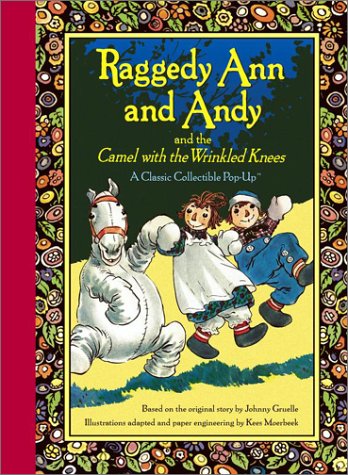 Raggedy Ann
and Andy
and the
Camel with the Wrinkled Knees
A Classic Collectible Pop-Up™
Based on the original story by Johnny Gruelle
Illustrations adapted and paper engineering by Kees Moerbeek